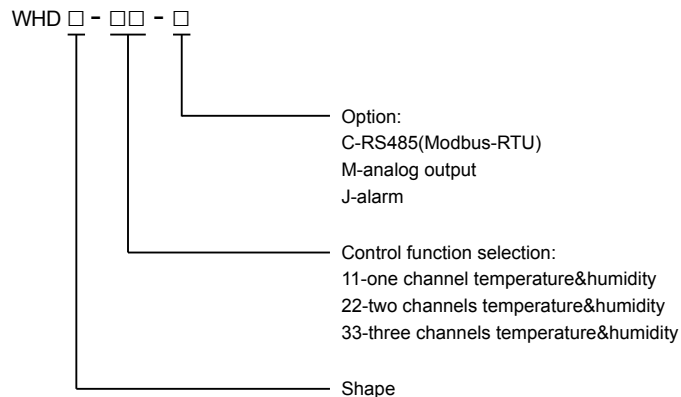 WHD □ - □□ - □
Option:
C-RS485(Modbus-RTU)
M-analog output
J-alarm
Control function selection:
11-one channel temperature&humidity
22-two channels temperature&humidity
33-three channels temperature&humidity
Shape